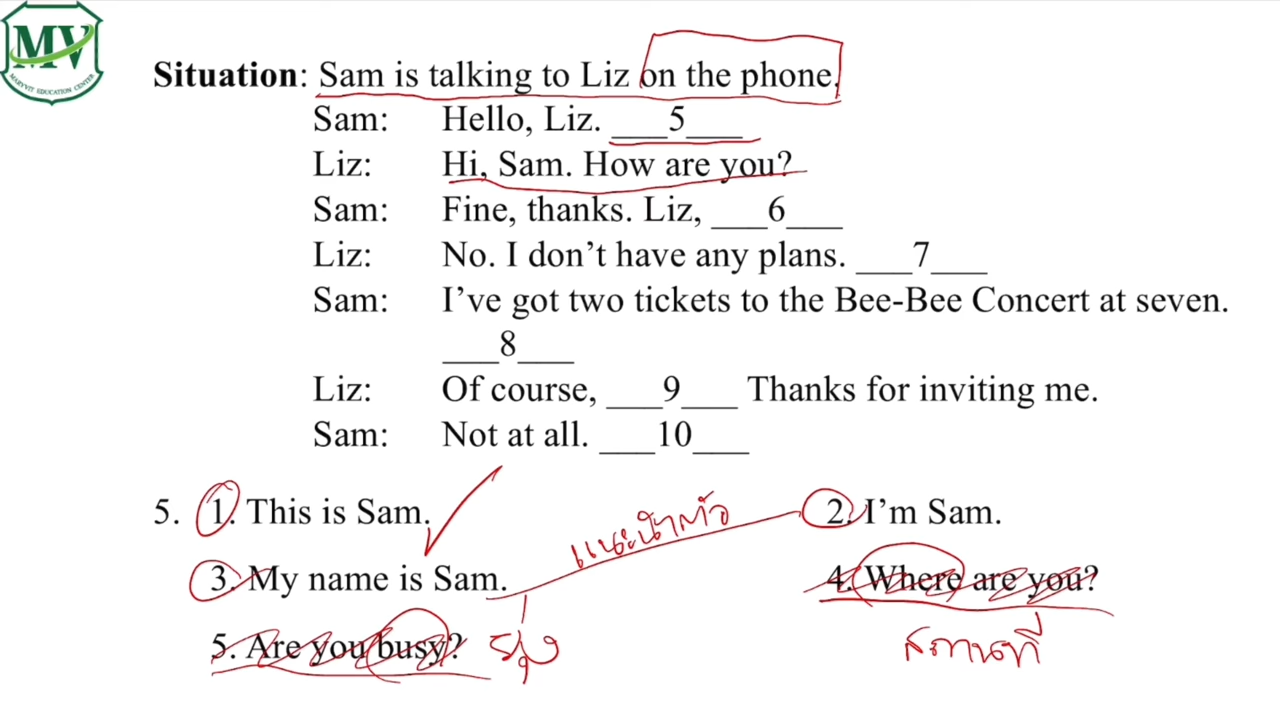 MV
MARYVIT EDUCATION CENTER
Situation: Sam is talking to Liz on the phone.
Sam: Hello, Liz. ___5___
Liz: Hi, Sam. How are you?
Sam: Fine, thanks. Liz, ___6___
Liz: No. I don't have any plans. ___7___
Sam: I've got two tickets to the Bee-Bee Concert at seven.
___8___
Liz: Of course, ___9___ Thanks for inviting me.
Sam: Not at all. ___10___
5. 1. This is Sam. 2. I'm Sam.
แนะนำตัว
3. My name is Sam. 4. Where are you?
5. Are you busy? ยุ่ง สถานที่